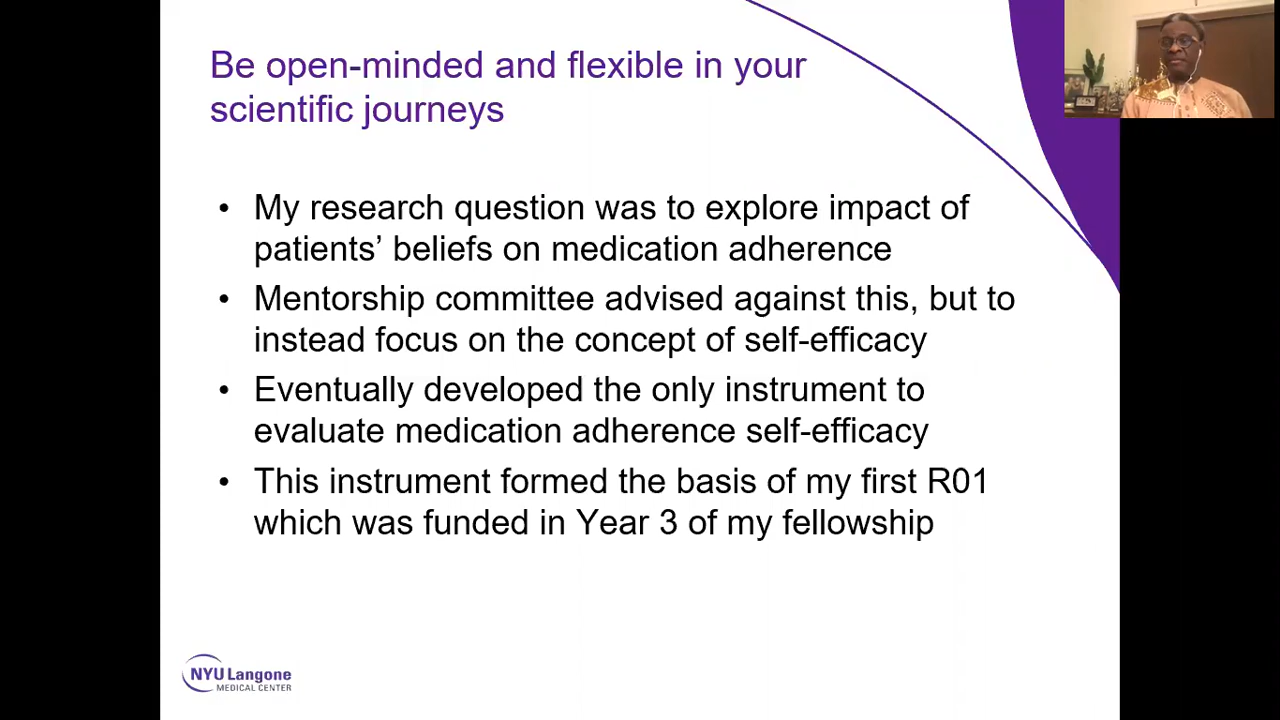 Be open-minded and flexible in your
scientific journeys
• My research question was to explore impact of
patients’ beliefs on medication adherence
• Mentorship committee advised against this, but to
instead focus on the concept of self-efficacy
• Eventually developed the only instrument to
evaluate medication adherence self-efficacy
• This instrument formed the basis of my first R01
which was funded in Year 3 of my fellowship
NYU Langone
MEDICAL CENTER